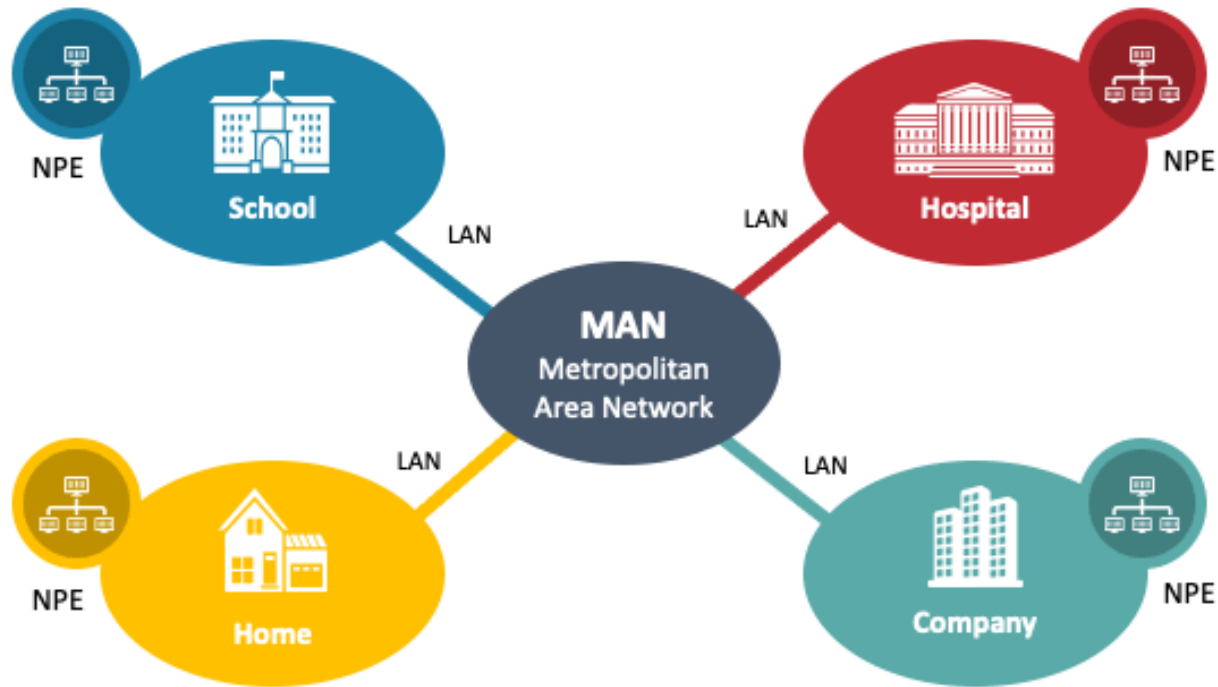 NPE
School
LAN
LAN
Hospital
NPE
MAN
Metropolitan
Area Network
NPE
Home
LAN
LAN
Company
NPE